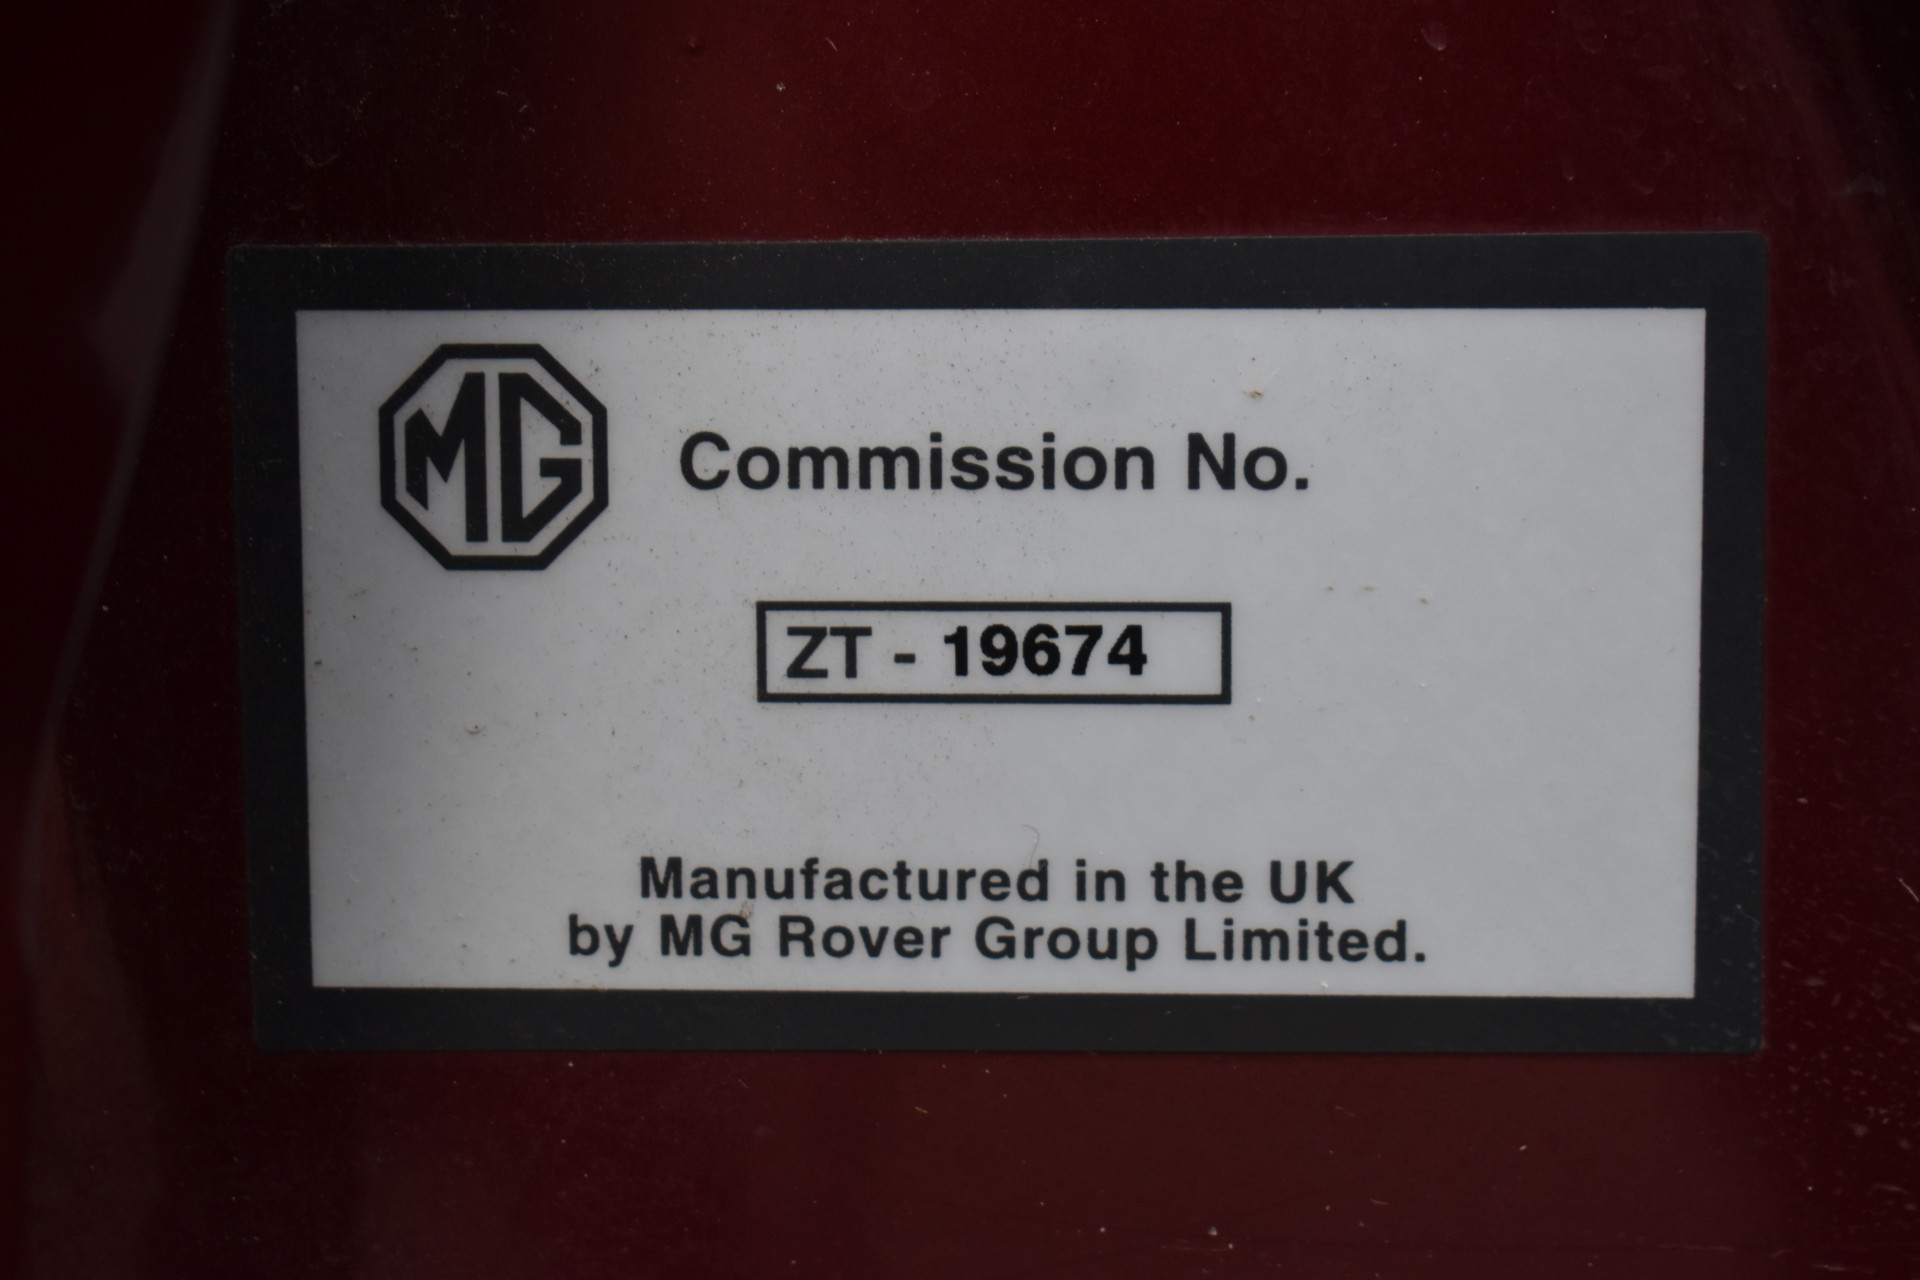 MG
Commission No.
ZT - 19674
Manufactured in the UK
by MG Rover Group Limited.